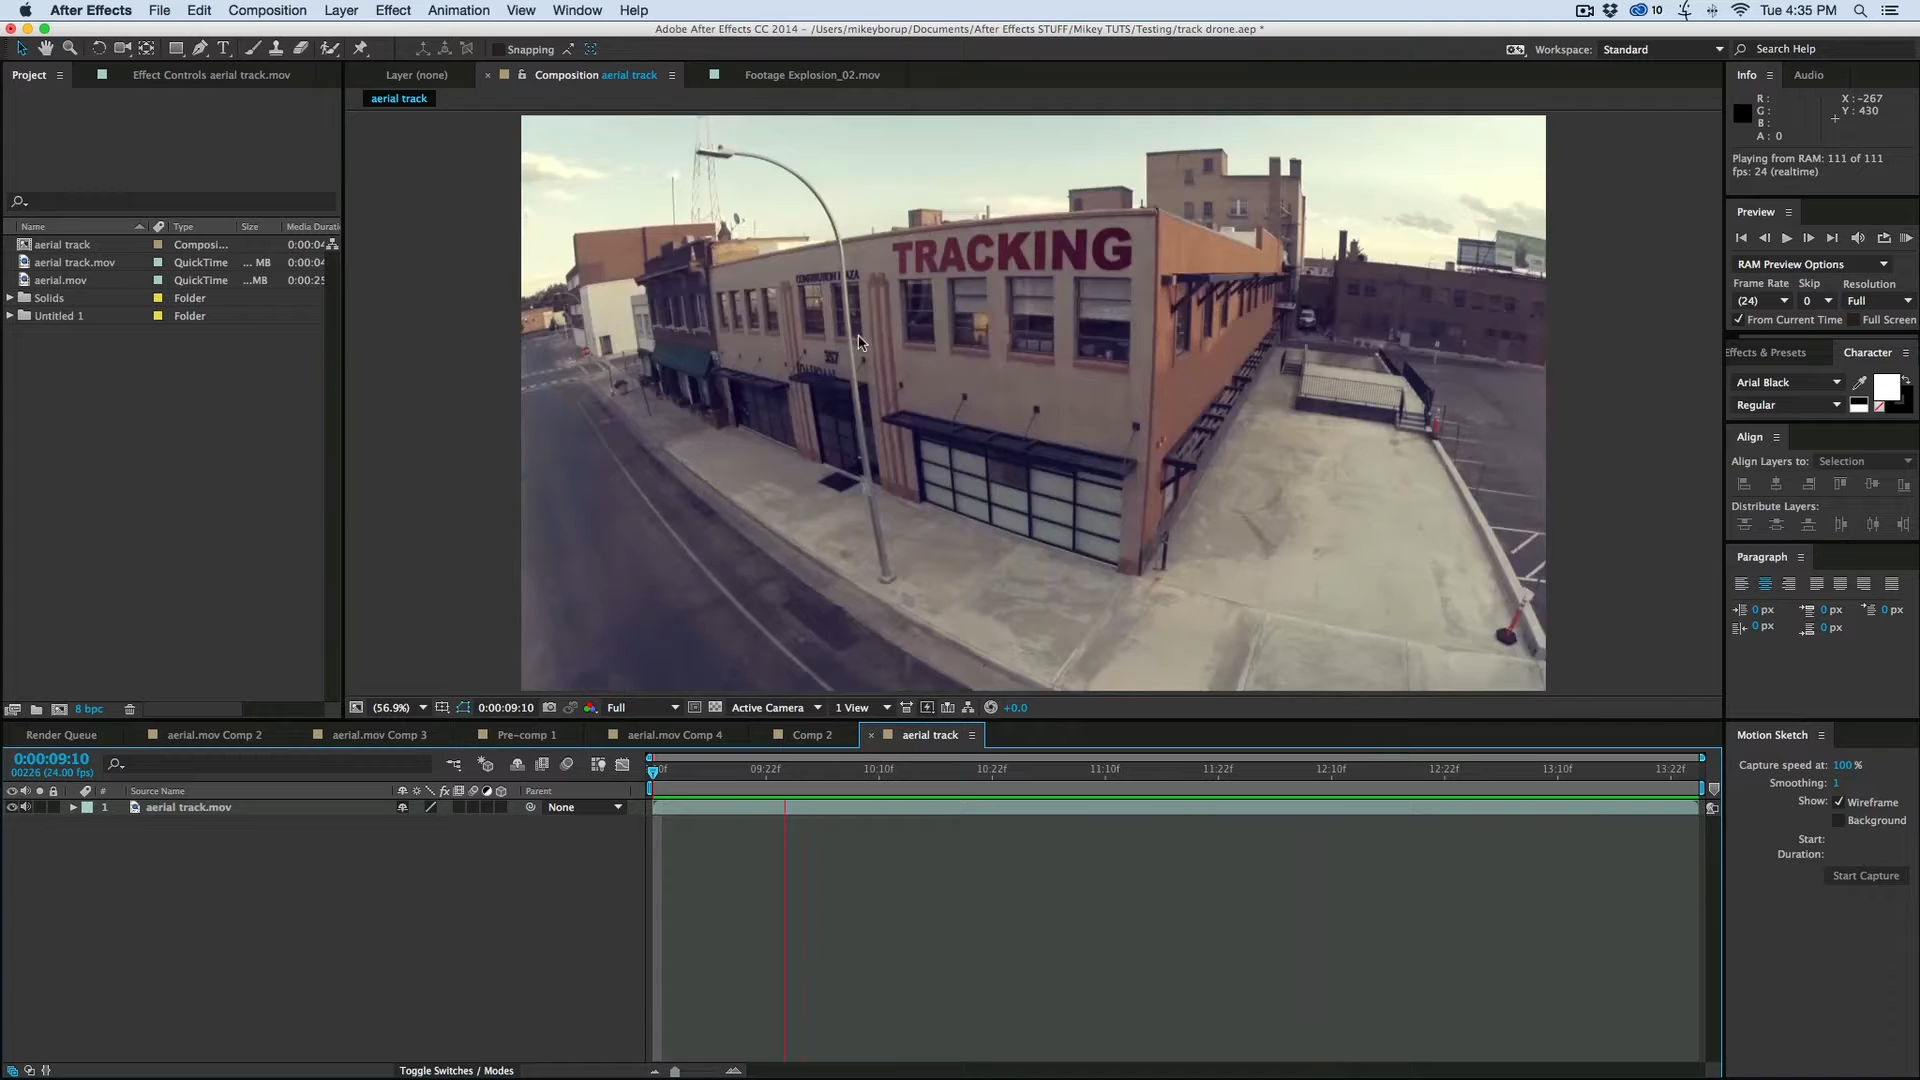 After Effects File Edit Composition Layer Effect Animation View Window Help 10 Tue 4:35 PM
Adobe After Effects CC 2014 - /Users/mikeyborup/Documents/After Effects STUFF/Mikey TUTS/Testing/track drone.aep *
T Snapping Workspace: Standard Search Help
Project Effect Controls aerial track.mov Layer (none) × Composition aerial track Footage Explosion_02.mov Info Audio
aerial track
R: X: -267
G: Y: 430
B:
A: 0
Playing from RAM: 111 of 111
fps: 24 (realtime)
Name Type Size Media Durati
aerial track Composi... 0:00:04
aerial track.mov QuickTime ... MB 0:00:04
aerial.mov QuickTime ...MB 0:00:25
Solids Folder
Untitled 1 Folder
TRACKING
357
Preview
RAM Preview Options
Frame Rate Skip Resolution
(24) 0 Full
From Current Time Full Screen
Effects & Presets Character
Arial Black
Regular
Align
Align Layers to: Selection
Distribute Layers:
Paragraph
0 px 0 px 0 px
0 px 0 px
8 bpc (56.9%) 0:00:09:10 Full Active Camera 1 View +0.0
Render Queue aerial.mov Comp 2 aerial.mov Comp 3 Pre-comp 1 aerial.mov Comp 4 Comp 2 × aerial track
0:00:09:10
00226 (24.00 fps)
0f 09:22f 10:10f 10:22f 11:10f 11:22f 12:10f 12:22f 13:10f 13:22f
# Source Name fx Parent
1 aerial track.mov None
Toggle Switches / Modes
Motion Sketch
Capture speed at: 100 %
Smoothing: 1
Show: Wireframe
Background
Start:
Duration:
Start Capture